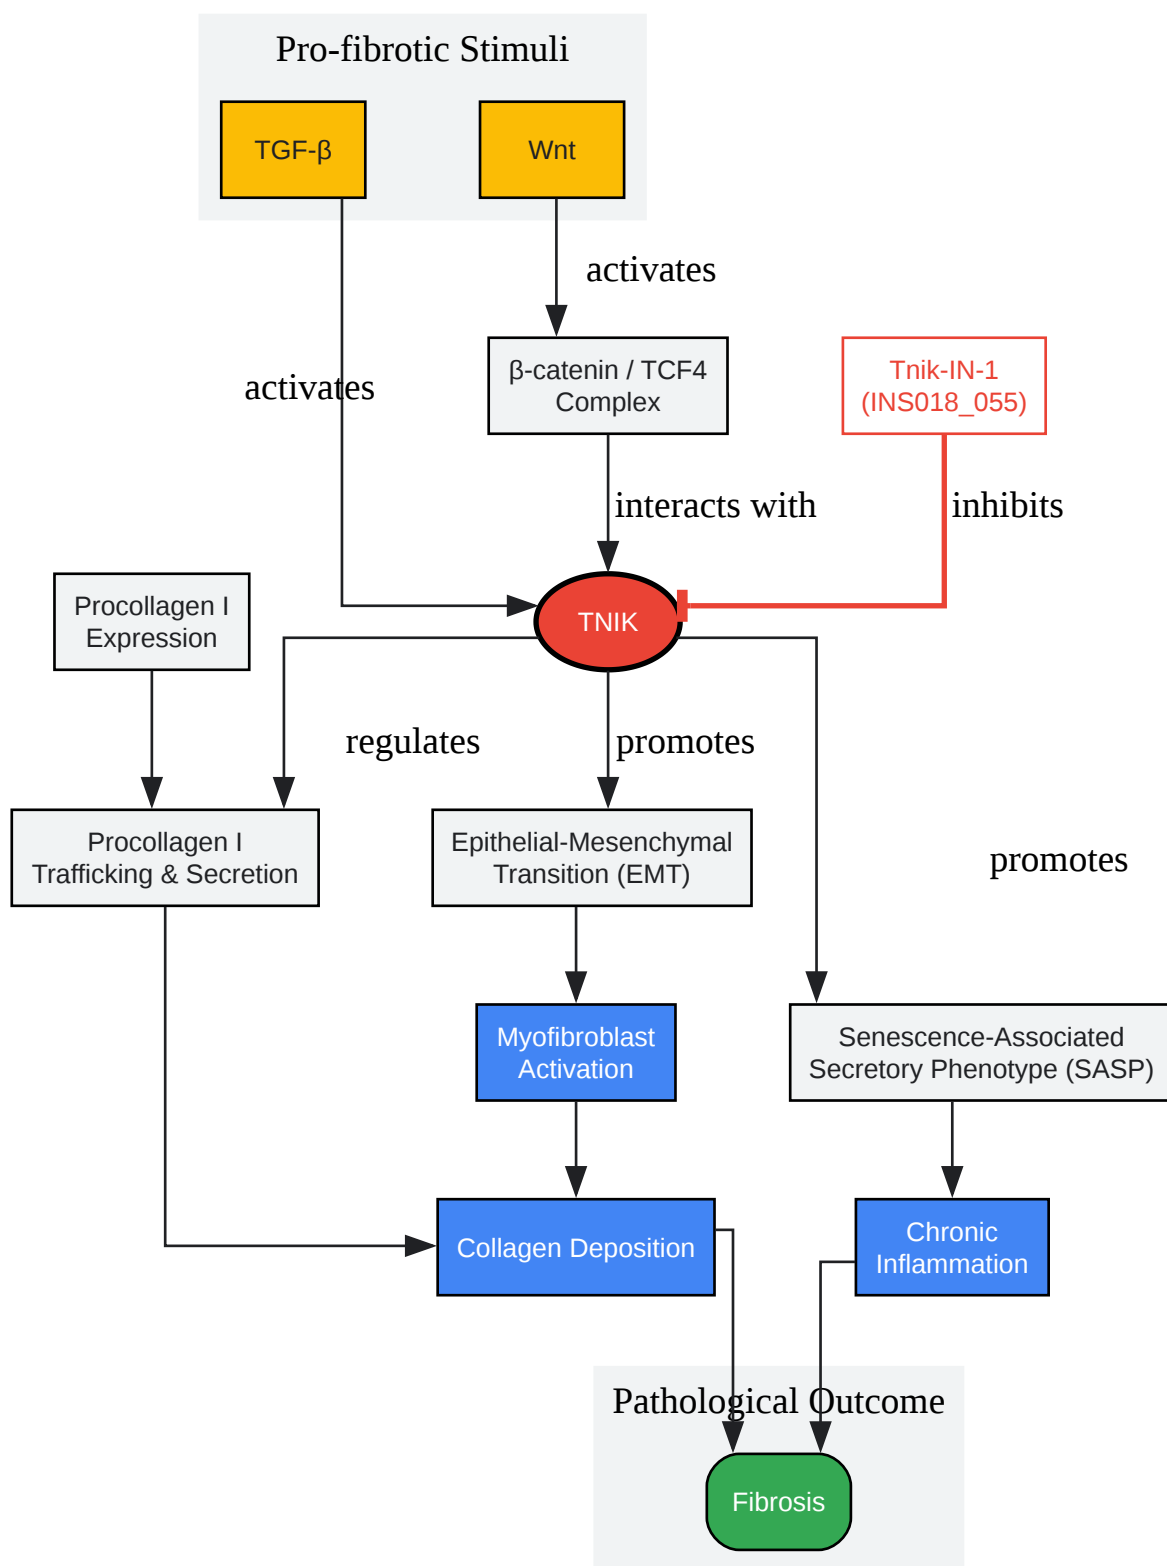 Pro-fibrotic Stimuli
TGF-β
Wnt
activates
activates
β-catenin / TCF4
Complex
Tnik-IN-1
(INS018_055)
interacts with
inhibits
Procollagen I
Expression
TNIK
regulates
promotes
Procollagen I
Trafficking & Secretion
Epithelial-Mesenchymal
Transition (EMT)
promotes
Myofibroblast
Activation
Senescence-Associated
Secretory Phenotype (SASP)
Collagen Deposition
Chronic
Inflammation
Pathological Outcome
Fibrosis